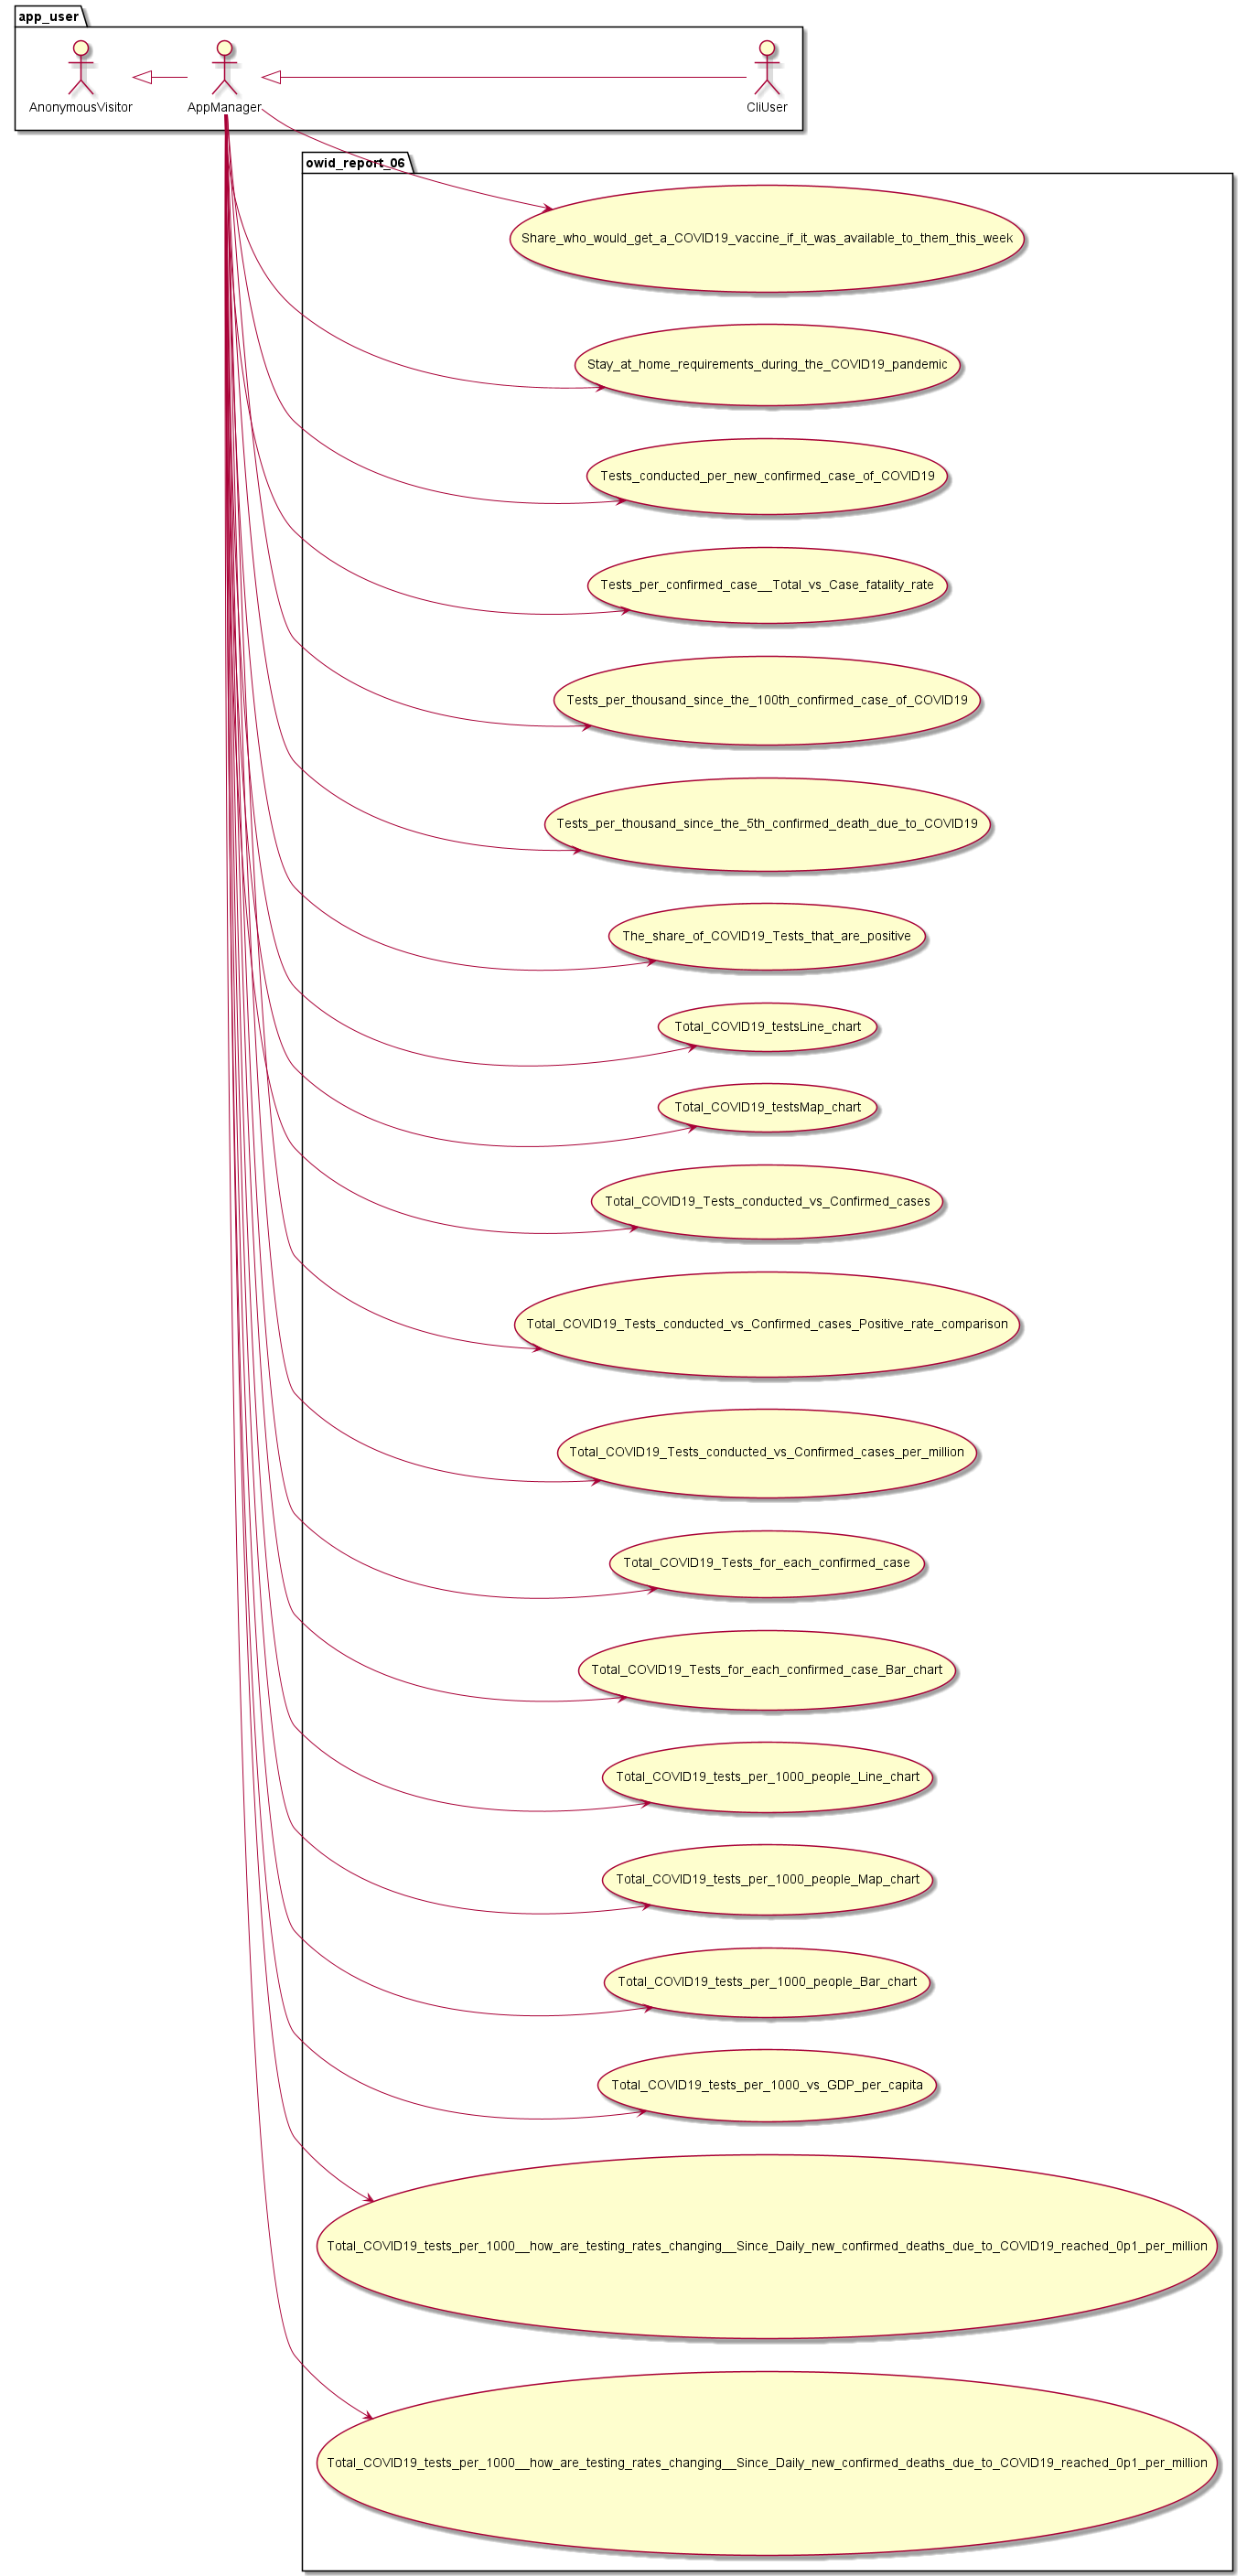 app_user
AnonymousVisitor
AppManager
CliUser
owid_report_06
Share_who_would_get_a_COVID19_vaccine_if_it_was_available_to_them_this_week
Stay_at_home_requirements_during_the_COVID19_pandemic
Tests_conducted_per_new_confirmed_case_of_COVID19
Tests_per_confirmed_case__Total_vs_Case_fatality_rate
Tests_per_thousand_since_the_100th_confirmed_case_of_COVID19
Tests_per_thousand_since_the_5th_confirmed_death_due_to_COVID19
The_share_of_COVID19_Tests_that_are_positive
Total_COVID19_testsLine_chart
Total_COVID19_testsMap_chart
Total_COVID19_Tests_conducted_vs_Confirmed_cases
Total_COVID19_Tests_conducted_vs_Confirmed_cases_Positive_rate_comparison
Total_COVID19_Tests_conducted_vs_Confirmed_cases_per_million
Total_COVID19_Tests_for_each_confirmed_case
Total_COVID19_Tests_for_each_confirmed_case_Bar_chart
Total_COVID19_tests_per_1000_people_Line_chart
Total_COVID19_tests_per_1000_people_Map_chart
Total_COVID19_tests_per_1000_people_Bar_chart
Total_COVID19_tests_per_1000_vs_GDP_per_capita
Total_COVID19_tests_per_1000__how_are_testing_rates_changing__Since_Daily_new_confirmed_deaths_due_to_COVID19_reached_0p1_per_million
Total_COVID19_tests_per_1000__how_are_testing_rates_changing__Since_Daily_new_confirmed_deaths_due_to_COVID19_reached_0p1_per_million